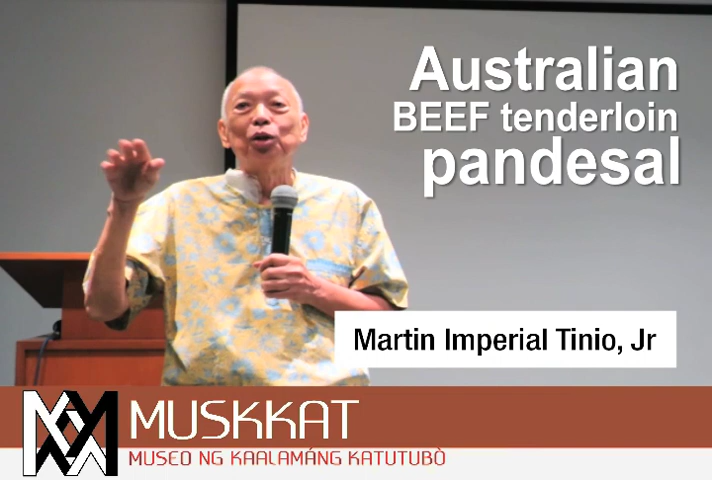 Australian
BEEF tenderloin
pandesal
Martin Imperial Tinio, Jr
MUSKKAT
MUSEO NG KAALAMÁNG KATUTUBÒ